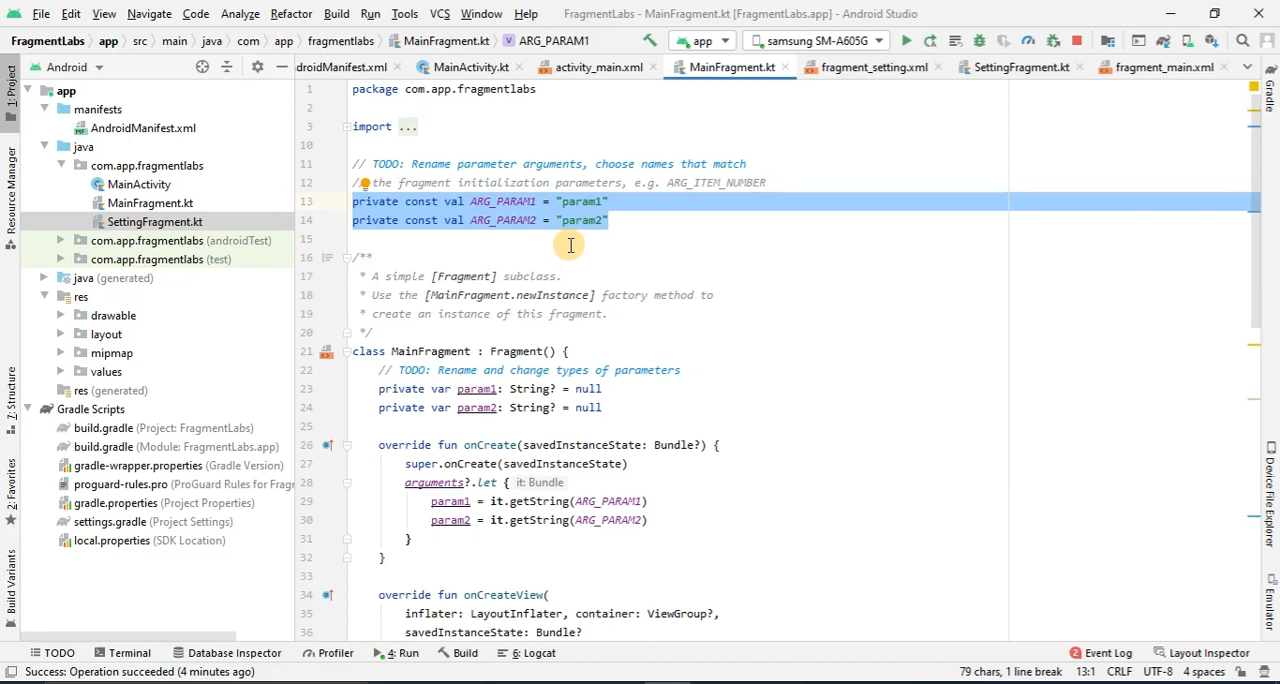 File Edit View Navigate Code Analyze Refactor Build Run Tools VCS Window Help FragmentLabs - MainFragment.kt [FragmentLabs.app] - Android Studio
FragmentLabs app src main java com app fragmentlabs MainFragment.kt ARG_PARAM1 app samsung SM-A605G
1: Project
Resource Manager
7: Structure
2: Favorites
Build Variants
Android
droidManifest.xml MainActivity.kt activity_main.xml MainFragment.kt fragment_setting.xml SettingFragment.kt fragment_main.xml
app
manifests
AndroidManifest.xml
java
com.app.fragmentlabs
MainActivity
MainFragment.kt
SettingFragment.kt
com.app.fragmentlabs (androidTest)
com.app.fragmentlabs (test)
java (generated)
res
drawable
layout
mipmap
values
res (generated)
Gradle Scripts
build.gradle (Project: FragmentLabs)
build.gradle (Module: FragmentLabs.app)
gradle-wrapper.properties (Gradle Version)
proguard-rules.pro (ProGuard Rules for Fragr
gradle.properties (Project Properties)
settings.gradle (Project Settings)
local.properties (SDK Location)
1 package com.app.fragmentlabs
2
3 import ...
10
11 // TODO: Rename parameter arguments, choose names that match
12 // the fragment initialization parameters, e.g. ARG_ITEM_NUMBER
13 private const val ARG_PARAM1 = "param1"
14 private const val ARG_PARAM2 = "param2"
15
16 /**
17 * A simple [Fragment] subclass.
18 * Use the [MainFragment.newInstance] factory method to
19 * create an instance of this fragment.
20 */
21 class MainFragment : Fragment() {
22 // TODO: Rename and change types of parameters
23 private var param1: String? = null
24 private var param2: String? = null
25
26 override fun onCreate(savedInstanceState: Bundle?) {
27 super.onCreate(savedInstanceState)
28 arguments?.let { it: Bundle
29 param1 = it.getString(ARG_PARAM1)
30 param2 = it.getString(ARG_PARAM2)
31 }
32 }
33
34 override fun onCreateView(
35 inflater: LayoutInflater, container: ViewGroup?,
36 savedInstanceState: Bundle?
Gradle
Device File Explorer
Emulator
TODO Terminal Database Inspector Profiler 4: Run Build 6: Logcat 2 Event Log Layout Inspector
Success: Operation succeeded (4 minutes ago) 79 chars, 1 line break 13:1 CRLF UTF-8 4 spaces